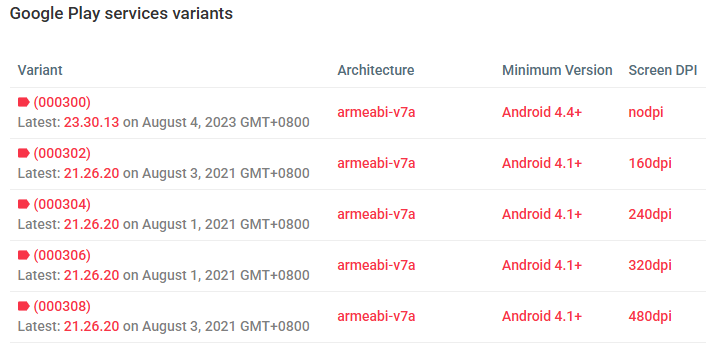 Google Play services variants
Variant Architecture Minimum Version Screen DPI
(000300)
Latest: 23.30.13 on August 4, 2023 GMT+0800 armeabi-v7a Android 4.4+ nodpi
(000302)
Latest: 21.26.20 on August 3, 2021 GMT+0800 armeabi-v7a Android 4.1+ 160dpi
(000304)
Latest: 21.26.20 on August 1, 2021 GMT+0800 armeabi-v7a Android 4.1+ 240dpi
(000306)
Latest: 21.26.20 on August 1, 2021 GMT+0800 armeabi-v7a Android 4.1+ 320dpi
(000308)
Latest: 21.26.20 on August 3, 2021 GMT+0800 armeabi-v7a Android 4.1+ 480dpi